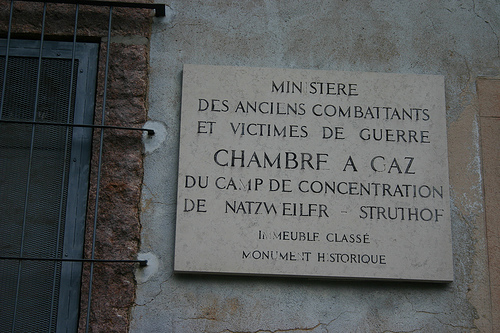 MINISTERE
DES ANCIENS COMBATTANTS
ET VICTIMES DE GUERRE
CHAMBRE A GAZ
DU CAMP DE CONCENTRATION
DE NATZWEILER - STRUTHOF
IMMEUBLE CLASSÉ
MONUMENT HISTORIQUE